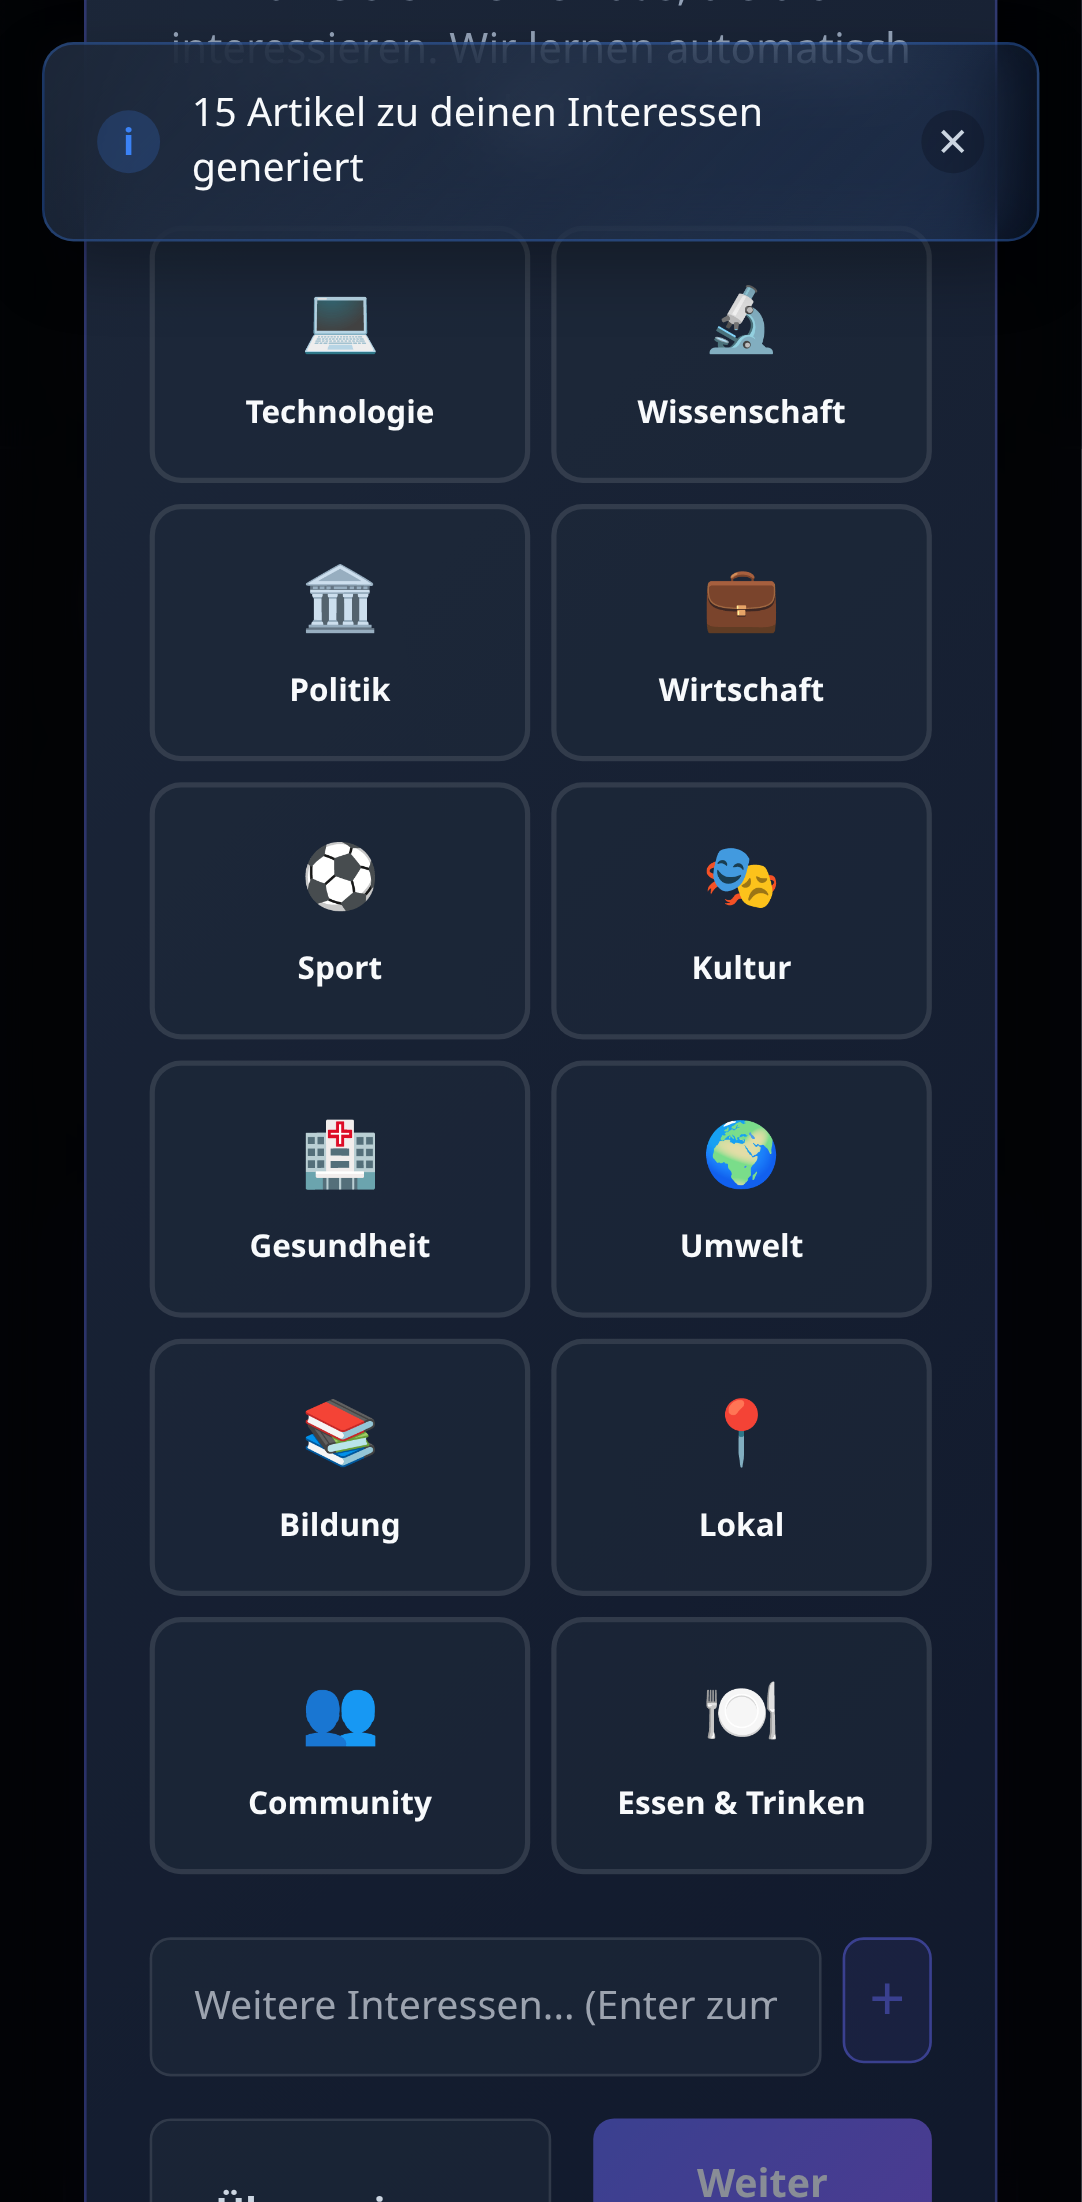 interessieren. Wir lernen automatisch
15 Artikel zu deinen Interessen
generiert
Technologie
Wissenschaft
Politik
Wirtschaft
Sport
Kultur
Gesundheit
Umwelt
Bildung
Lokal
Community
Essen & Trinken
Weitere Interessen... (Enter zum
+
Weiter